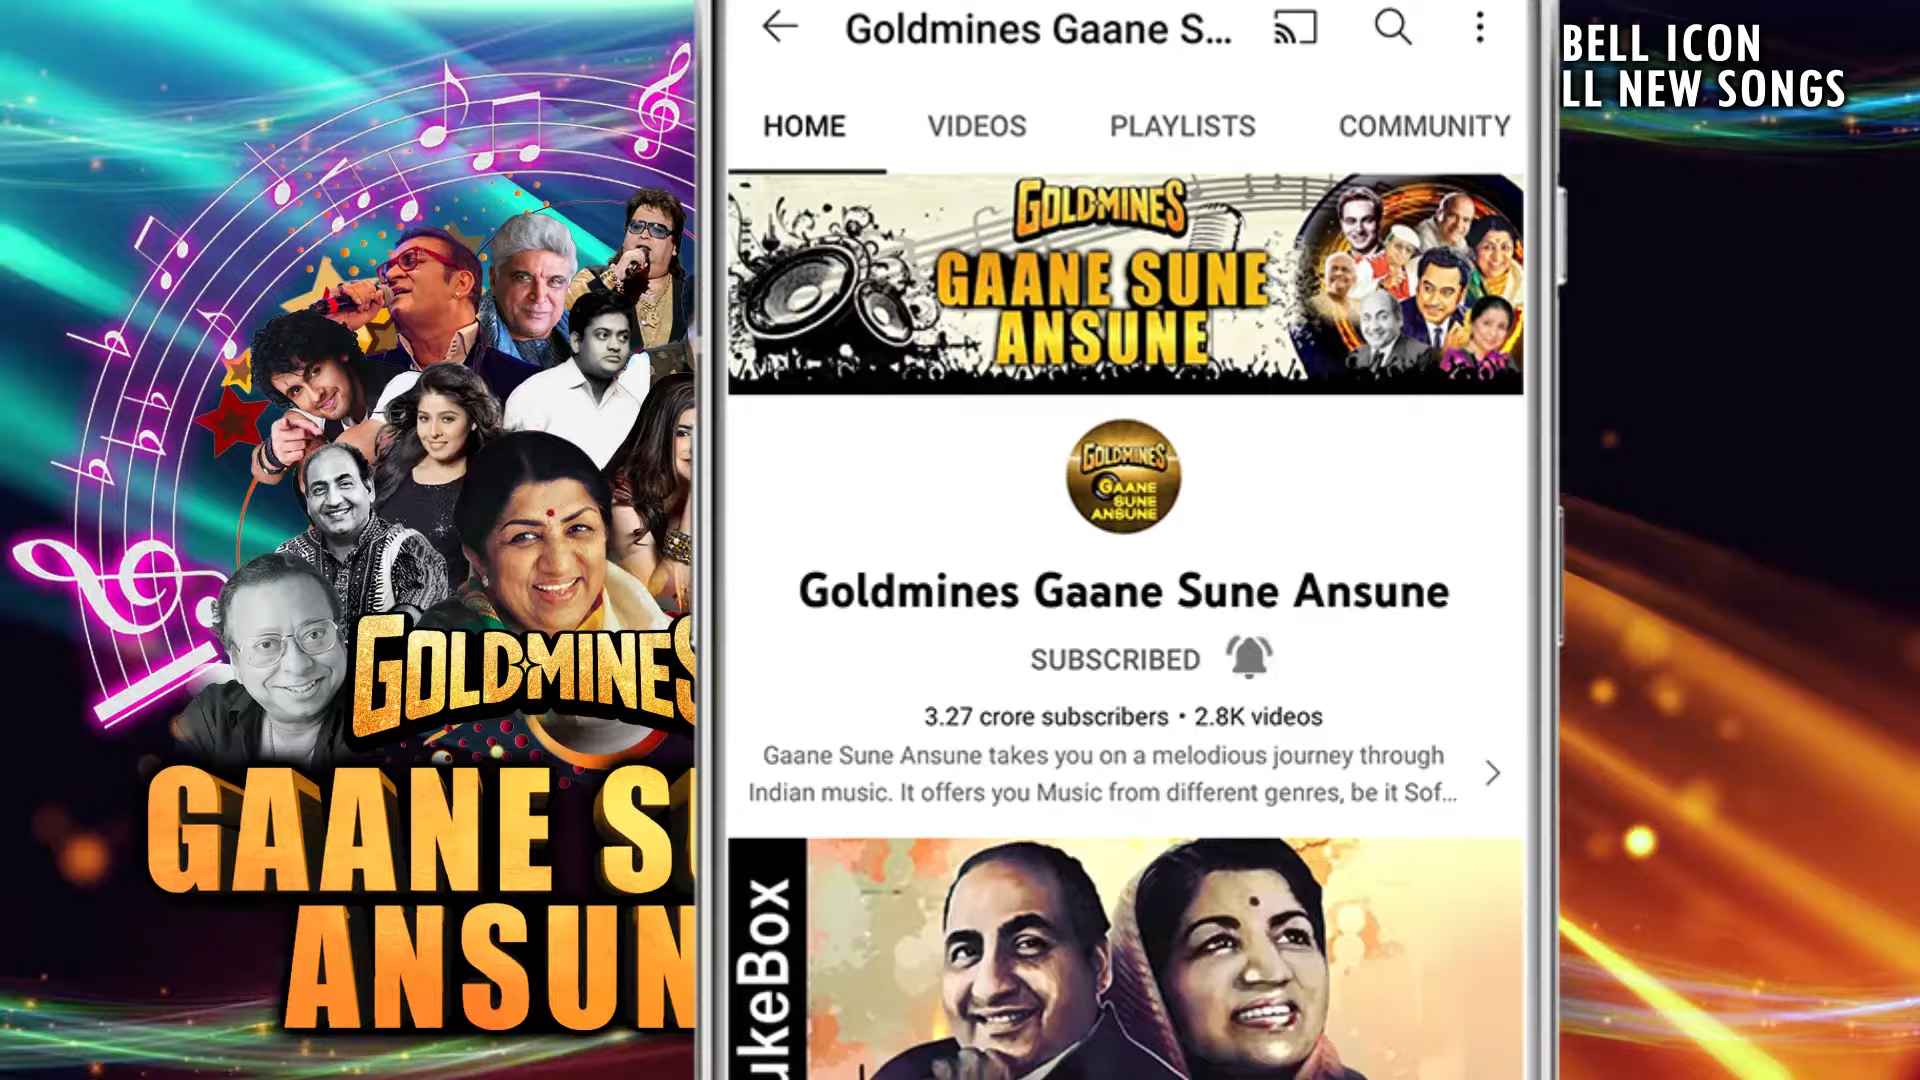 BELL ICON
LL NEW SONGS
Goldmines Gaane S...
HOME
VIDEOS
PLAYLISTS
COMMUNITY
GOLDMINES
GAANE SUNE
ANSUNE
GOLDMINES
GAANE
SUNE
ANSUNE
Goldmines Gaane Sune Ansune
SUBSCRIBED
3.27 crore subscribers • 2.8K videos
Gaane Sune Ansune takes you on a melodious journey through
Indian music. It offers you Music from different genres, be it Sof...
ukeBox
GOLDMINES
GAANE S
ANSUN